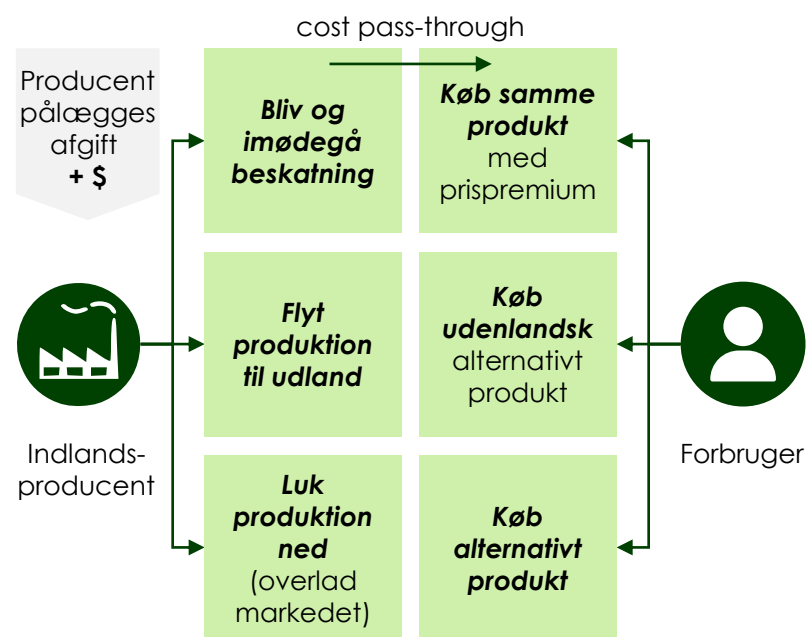 cost pass-through
Producent
pålægges
afgift
+ $
Bliv og
imødegå
beskatning
Køb samme
produkt
med
prispremium
Flyt
produktion
til udland
Køb
udenlandsk
alternativt
produkt
Indlands-
producent
Forbruger
Luk
produktion
ned
(overlad
markedet)
Køb
alternativt
produkt